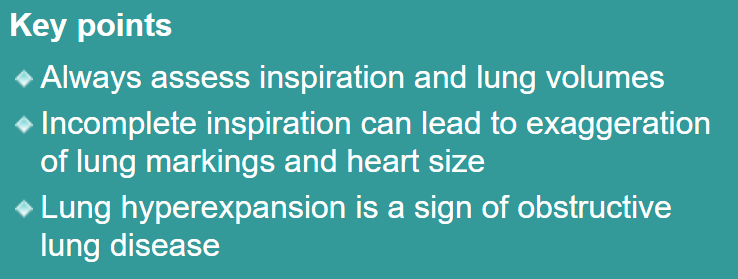 Key points
Always assess inspiration and lung volumes
Incomplete inspiration can lead to exaggeration
of lung markings and heart size
Lung hyperexpansion is a sign of obstructive
lung disease